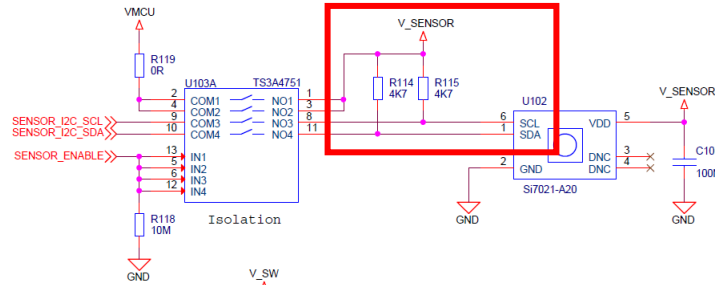 VMCU
V_SENSOR
R119
0R
U103A
TS3A4751
R114
4K7
R115
4K7
U102
V_SENSOR
2 COM1 NO1 1
4 COM2 NO2 3
SENSOR_I2C_SCL 9 COM3 NO3 8 6 SCL VDD 5
SENSOR_I2C_SDA 10 COM4 NO4 11 1 SDA
SENSOR_ENABLE 13 IN1
5 IN2
6 IN3
12 IN4
2 GND DNC 3
DNC 4
C10
100N
Si7021-A20
R118
10M
Isolation
GND
GND
GND
V_SW